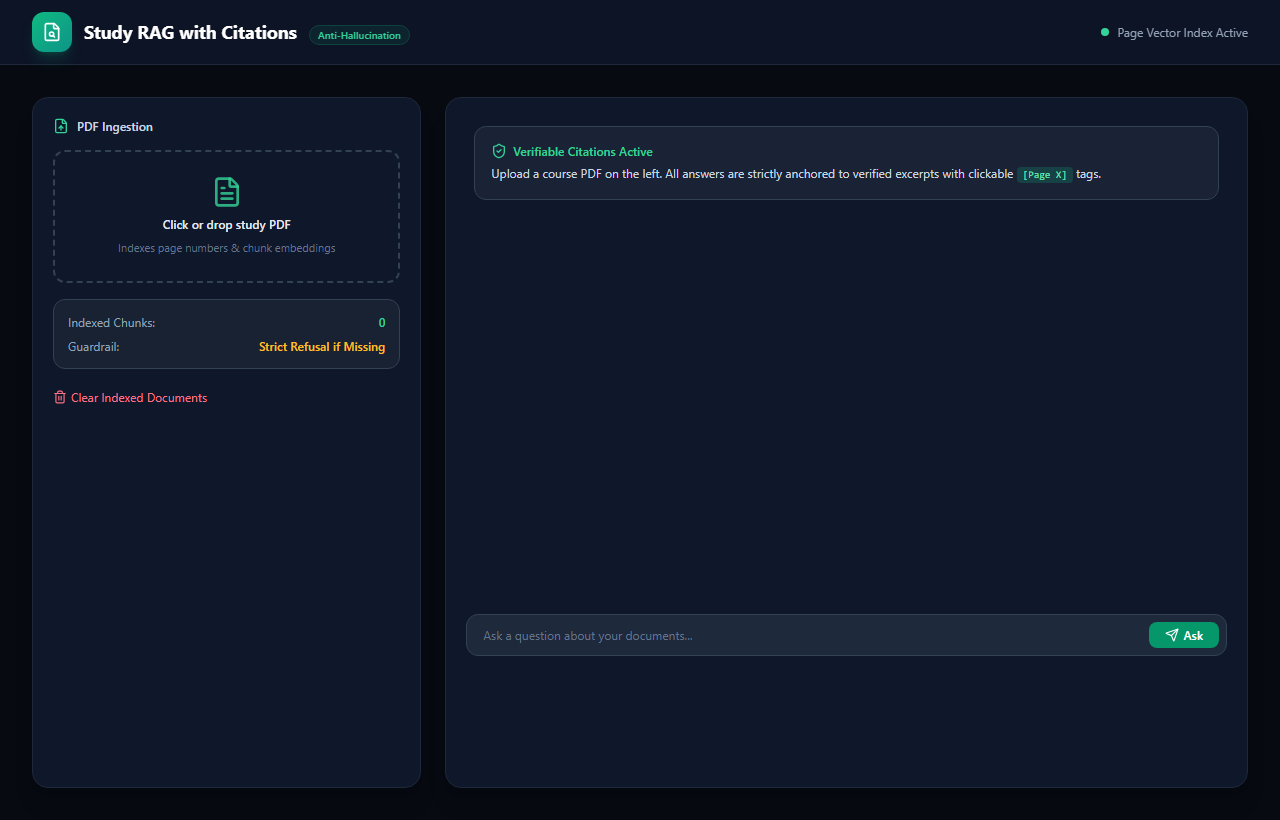 Study RAG with Citations
Anti-Hallucination
Page Vector Index Active
PDF Ingestion
Click or drop study PDF
Indexes page numbers & chunk embeddings
Indexed Chunks: 0
Guardrail: Strict Refusal if Missing
Clear Indexed Documents
Verifiable Citations Active
Upload a course PDF on the left. All answers are strictly anchored to verified excerpts with clickable [Page X] tags.
Ask a question about your documents...
Ask